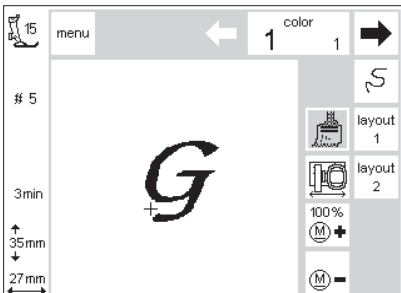 15
menu
color
1 1
# 5
layout
1
layout
2
G
3min
100%
M +
35mm
27mm
M -